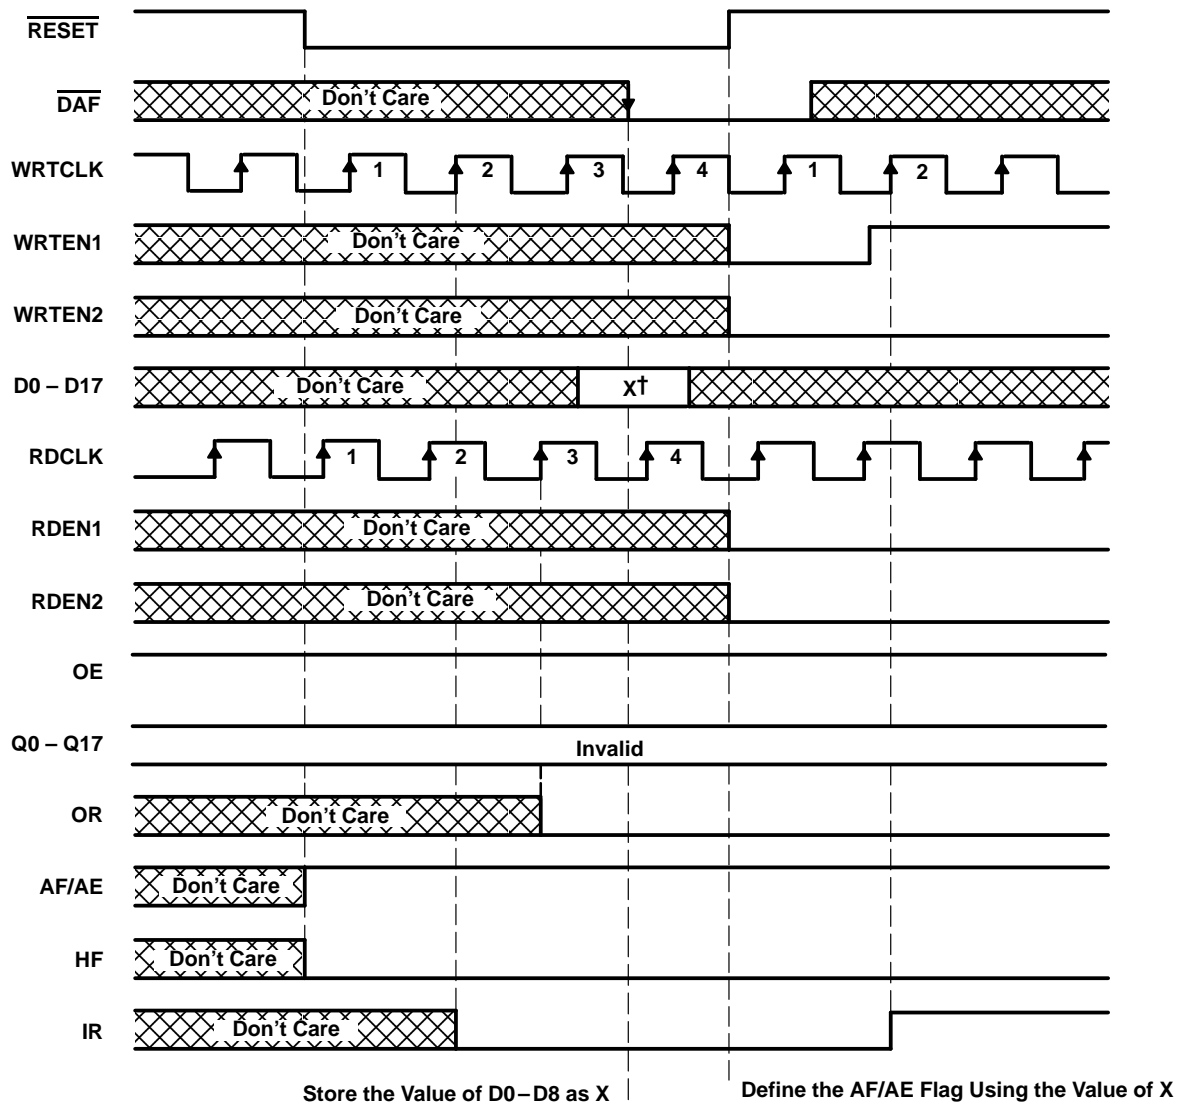 RESET
DAF Don't Care
WRTCLK 1 2 3 4 1 2
WRTEN1 Don't Care
WRTEN2 Don't Care
D0 – D17 Don't Care X†
RDCLK 1 2 3 4
RDEN1 Don't Care
RDEN2 Don't Care
OE
Q0 – Q17 Invalid
OR Don't Care
AF/AE Don't Care
HF Don't Care
IR Don't Care
Store the Value of D0–D8 as X Define the AF/AE Flag Using the Value of X